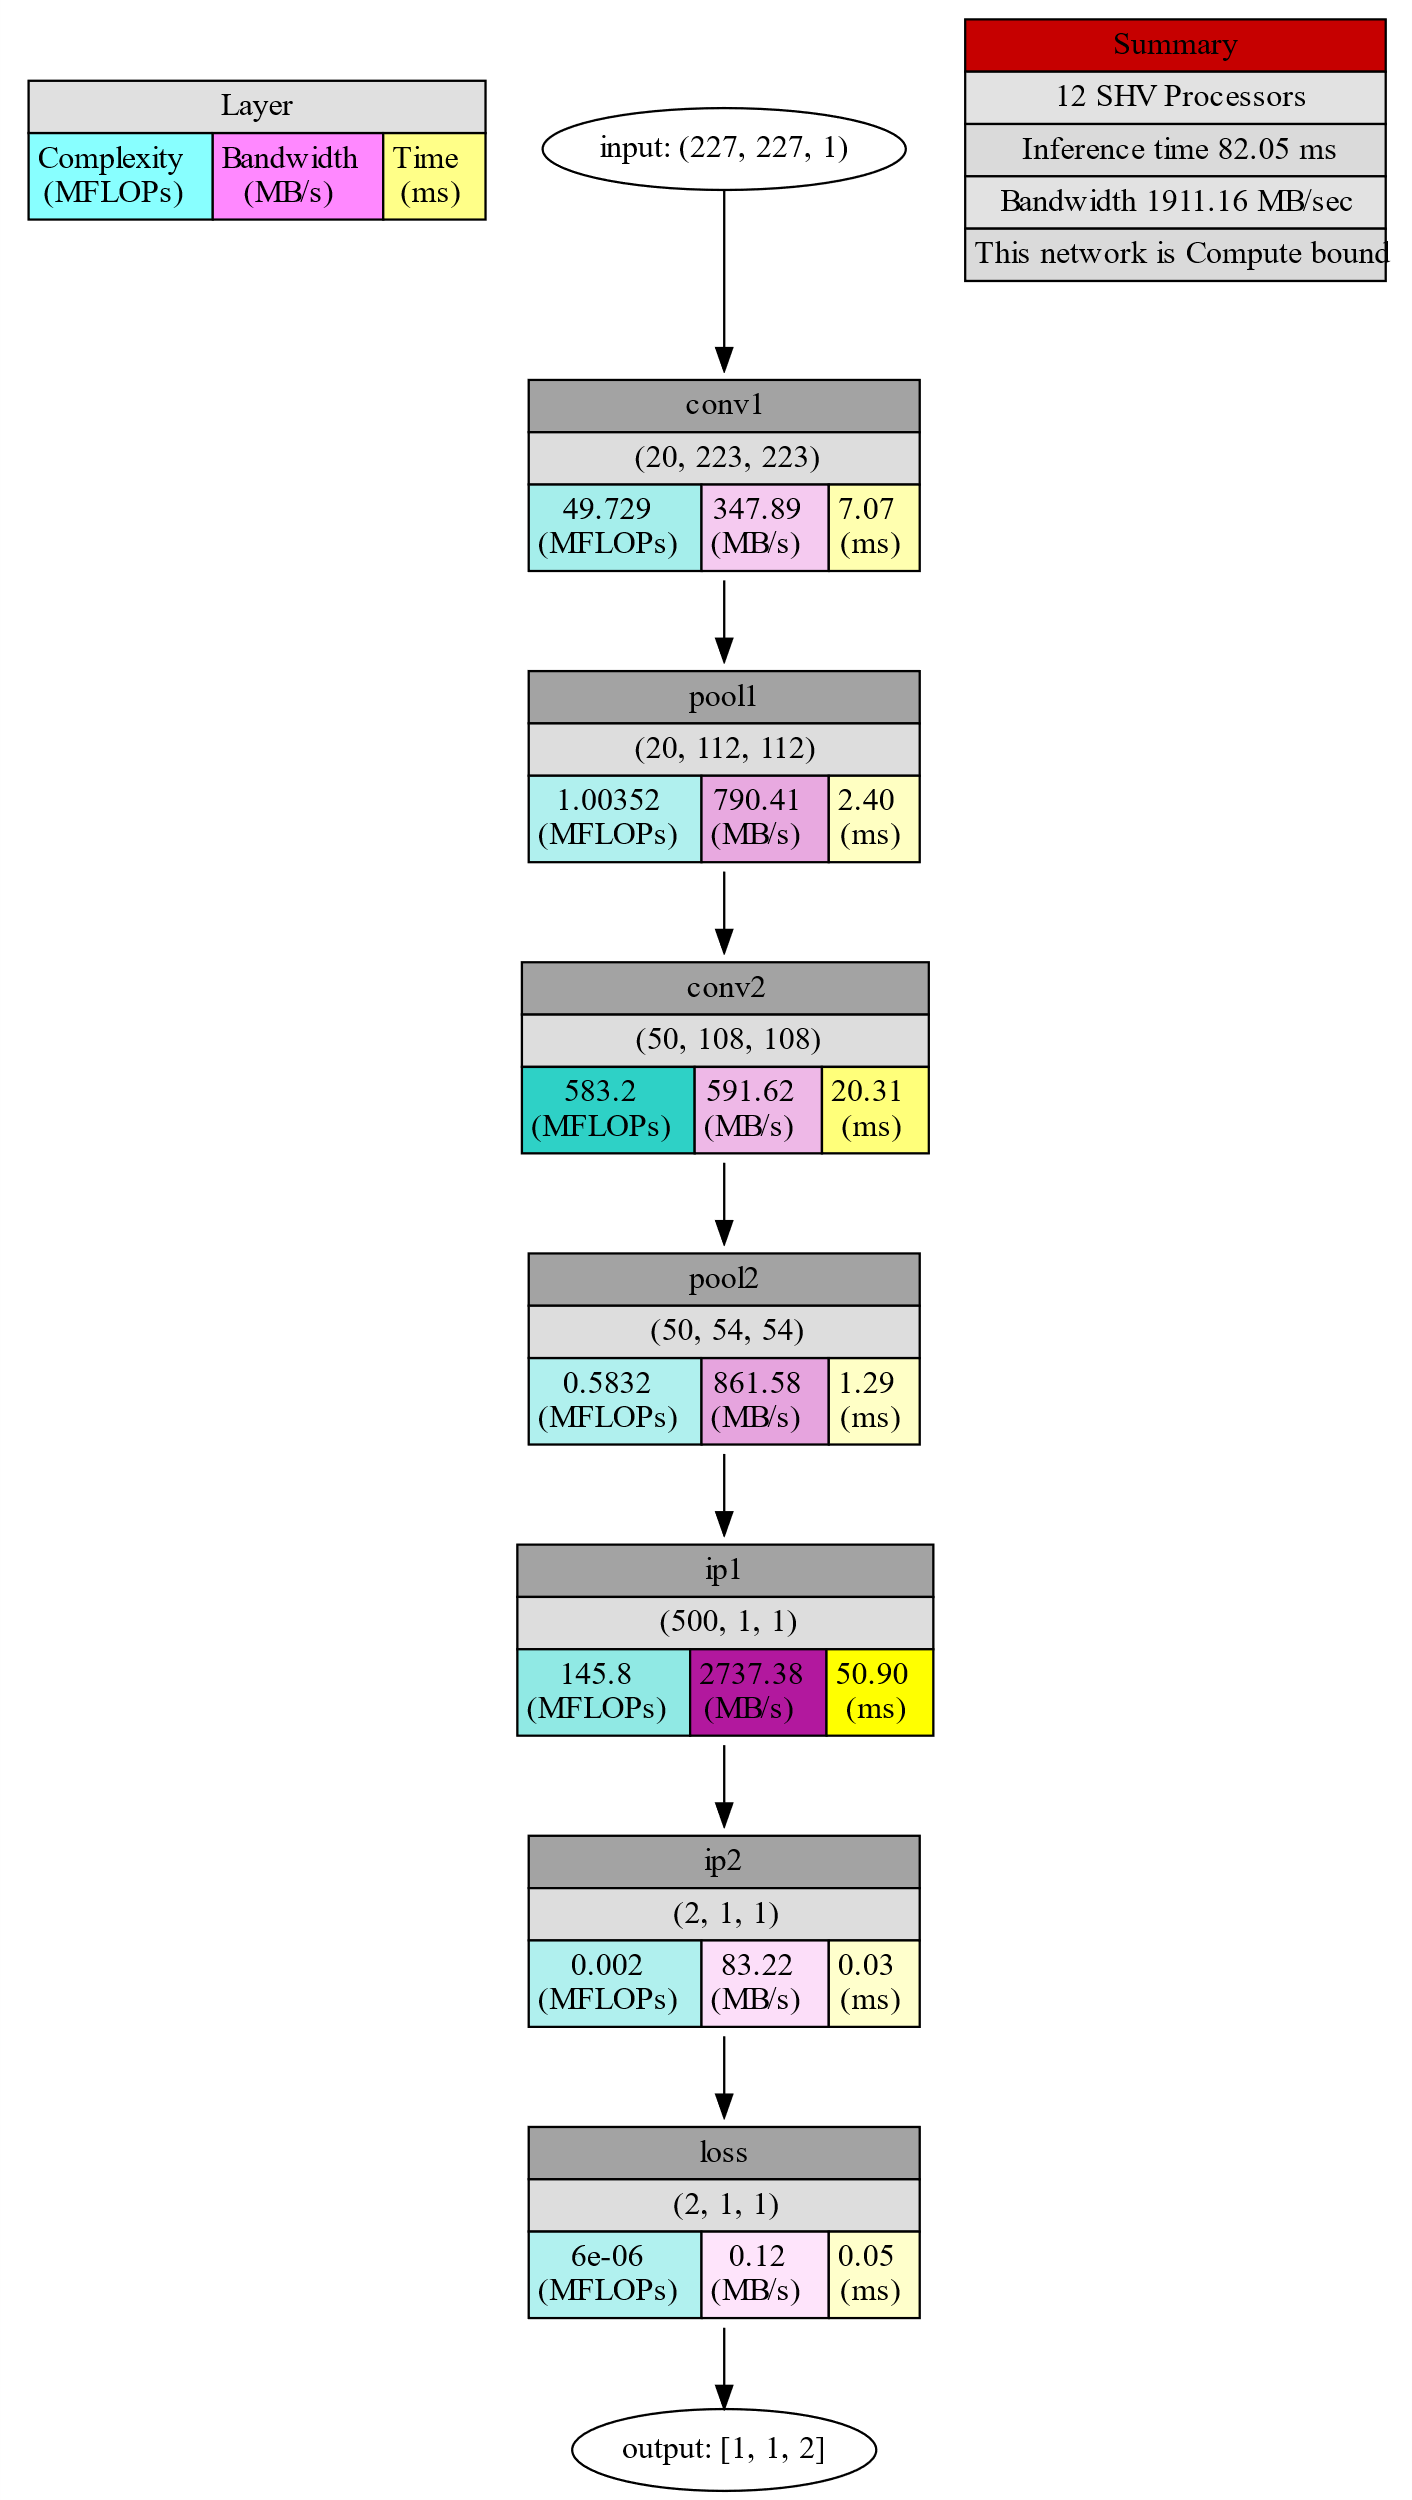 Summary
12 SHV Processors
Inference time 82.05 ms
Bandwidth 1911.16 MB/sec
This network is Compute bound
Layer
Complexity
(MFLOPs)
Bandwidth
(MB/s)
Time
(ms)
input: (227, 227, 1)
conv1
(20, 223, 223)
49.729
(MFLOPs)
347.89
(MB/s)
7.07
(ms)
pool1
(20, 112, 112)
1.00352
(MFLOPs)
790.41
(MB/s)
2.40
(ms)
conv2
(50, 108, 108)
583.2
(MFLOPs)
591.62
(MB/s)
20.31
(ms)
pool2
(50, 54, 54)
0.5832
(MFLOPs)
861.58
(MB/s)
1.29
(ms)
ip1
(500, 1, 1)
145.8
(MFLOPs)
2737.38
(MB/s)
50.90
(ms)
ip2
(2, 1, 1)
0.002
(MFLOPs)
83.22
(MB/s)
0.03
(ms)
loss
(2, 1, 1)
6e-06
(MFLOPs)
0.12
(MB/s)
0.05
(ms)
output: [1, 1, 2]